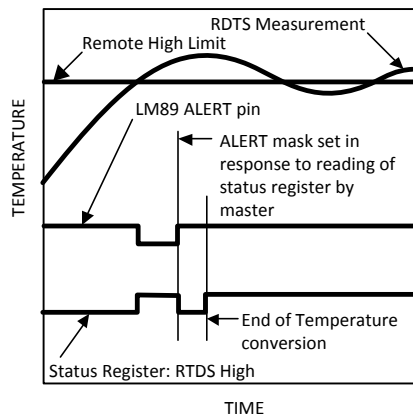 RDTS Measurement
Remote High Limit
LM89 ALERT pin
ALERT mask set in
response to reading of
status register by
master
TEMPERATURE
End of Temperature
conversion
Status Register: RTDS High
TIME